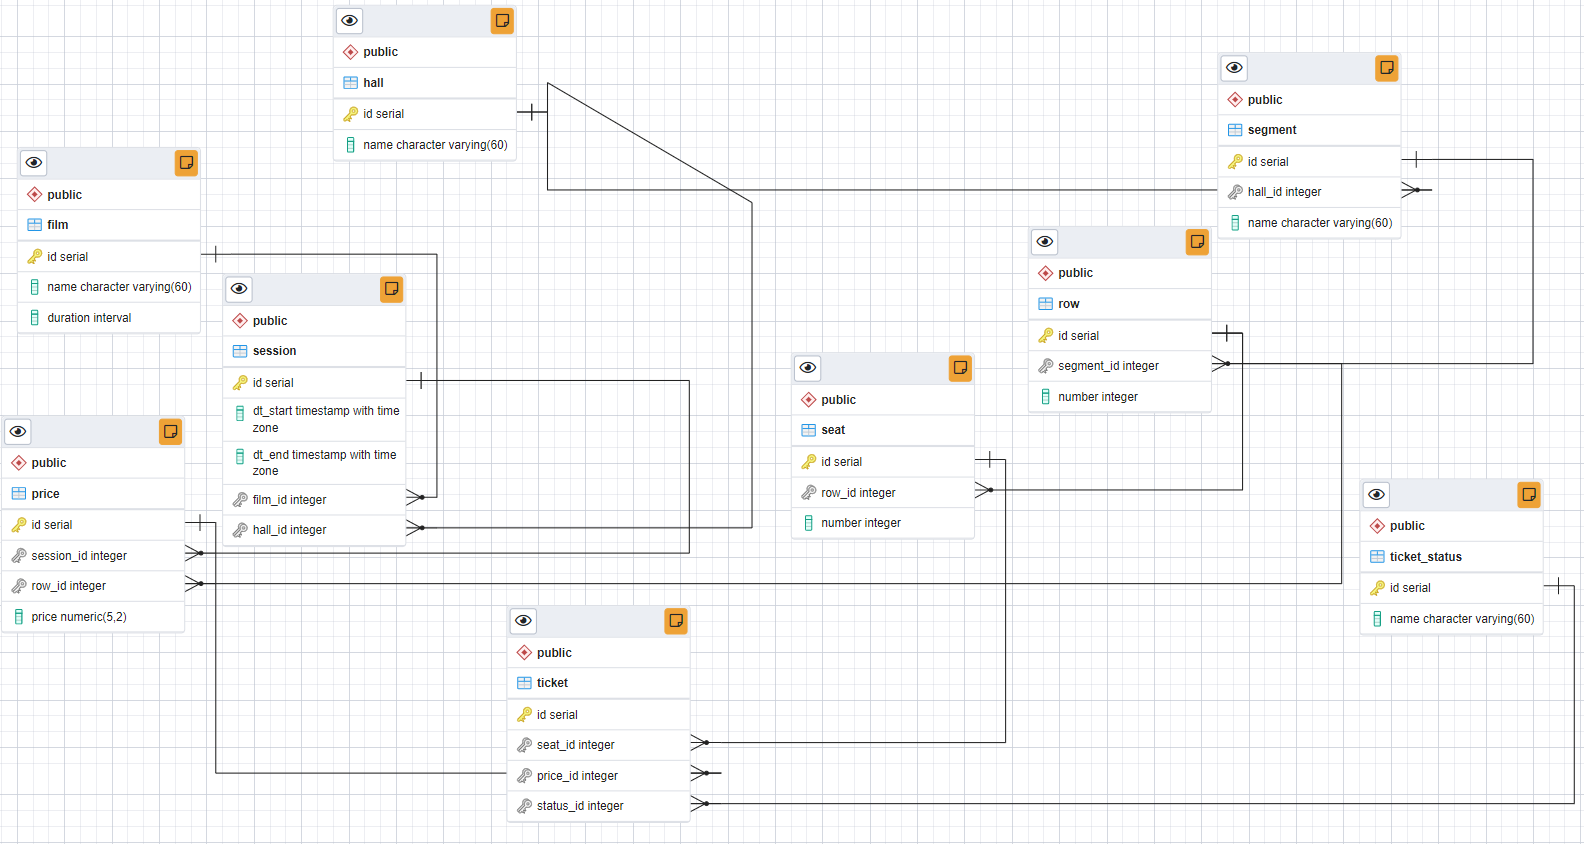 public
hall
id serial
name character varying(60)
public
segment
id serial
hall_id integer
name character varying(60)
public
film
id serial
name character varying(60)
duration interval
public
row
id serial
segment_id integer
number integer
public
session
id serial
dt_start timestamp with time
zone
dt_end timestamp with time
zone
film_id integer
hall_id integer
public
seat
id serial
row_id integer
number integer
public
price
id serial
session_id integer
row_id integer
price numeric(5,2)
public
ticket_status
id serial
name character varying(60)
public
ticket
id serial
seat_id integer
price_id integer
status_id integer